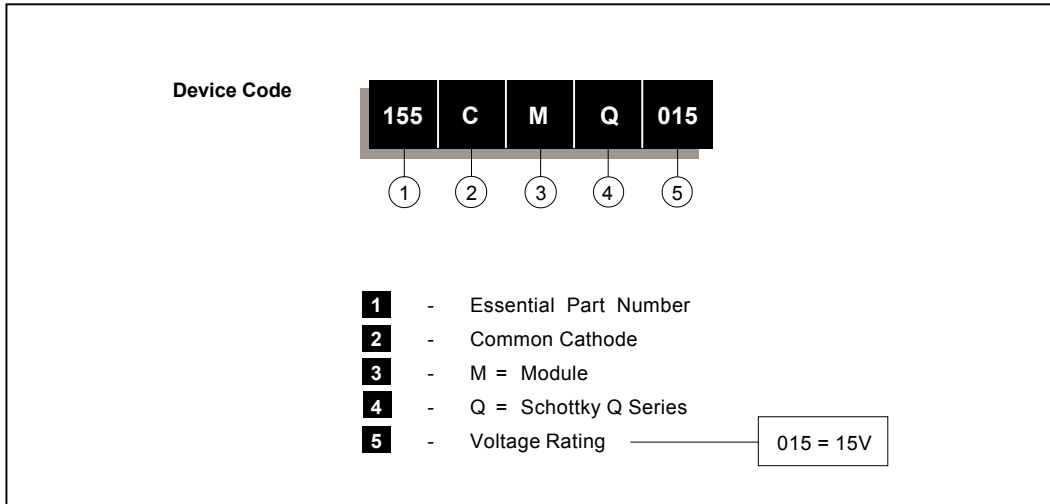 Device Code
155 C M Q 015
1 2 3 4 5
1 - Essential Part Number
2 - Common Cathode
3 - M = Module
4 - Q = Schottky Q Series
5 - Voltage Rating 015 = 15V